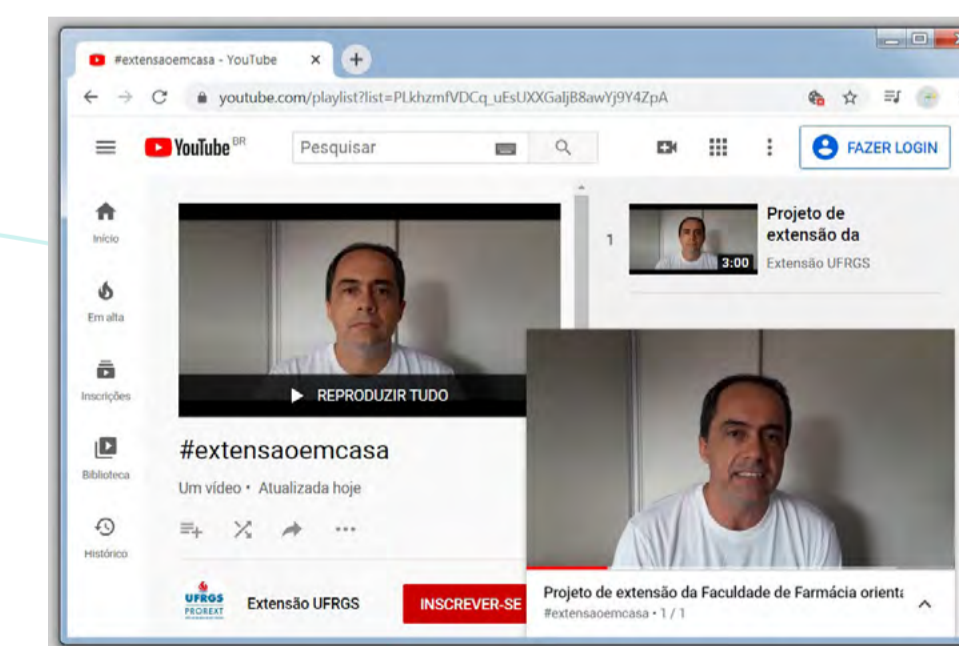 #extensaoemcasa - YouTube
youtube.com/playlist?list=PLkhzmfVDCq_uEsUXXGaljB8awYj9Y4ZpA
YouTube BR
Pesquisar
FAZER LOGIN
Início
Em alta
Inscrições
Biblioteca
Histórico
REPRODUZIR TUDO
#extensaoemcasa
Um vídeo • Atualizada hoje
UFRGS
PROREXT
Extensão UFRGS
INSCREVER-SE
1
3:00
Projeto de
extensão da
Extensão UFRGS
Projeto de extensão da Faculdade de Farmácia orienta
#extensaoemcasa • 1 / 1